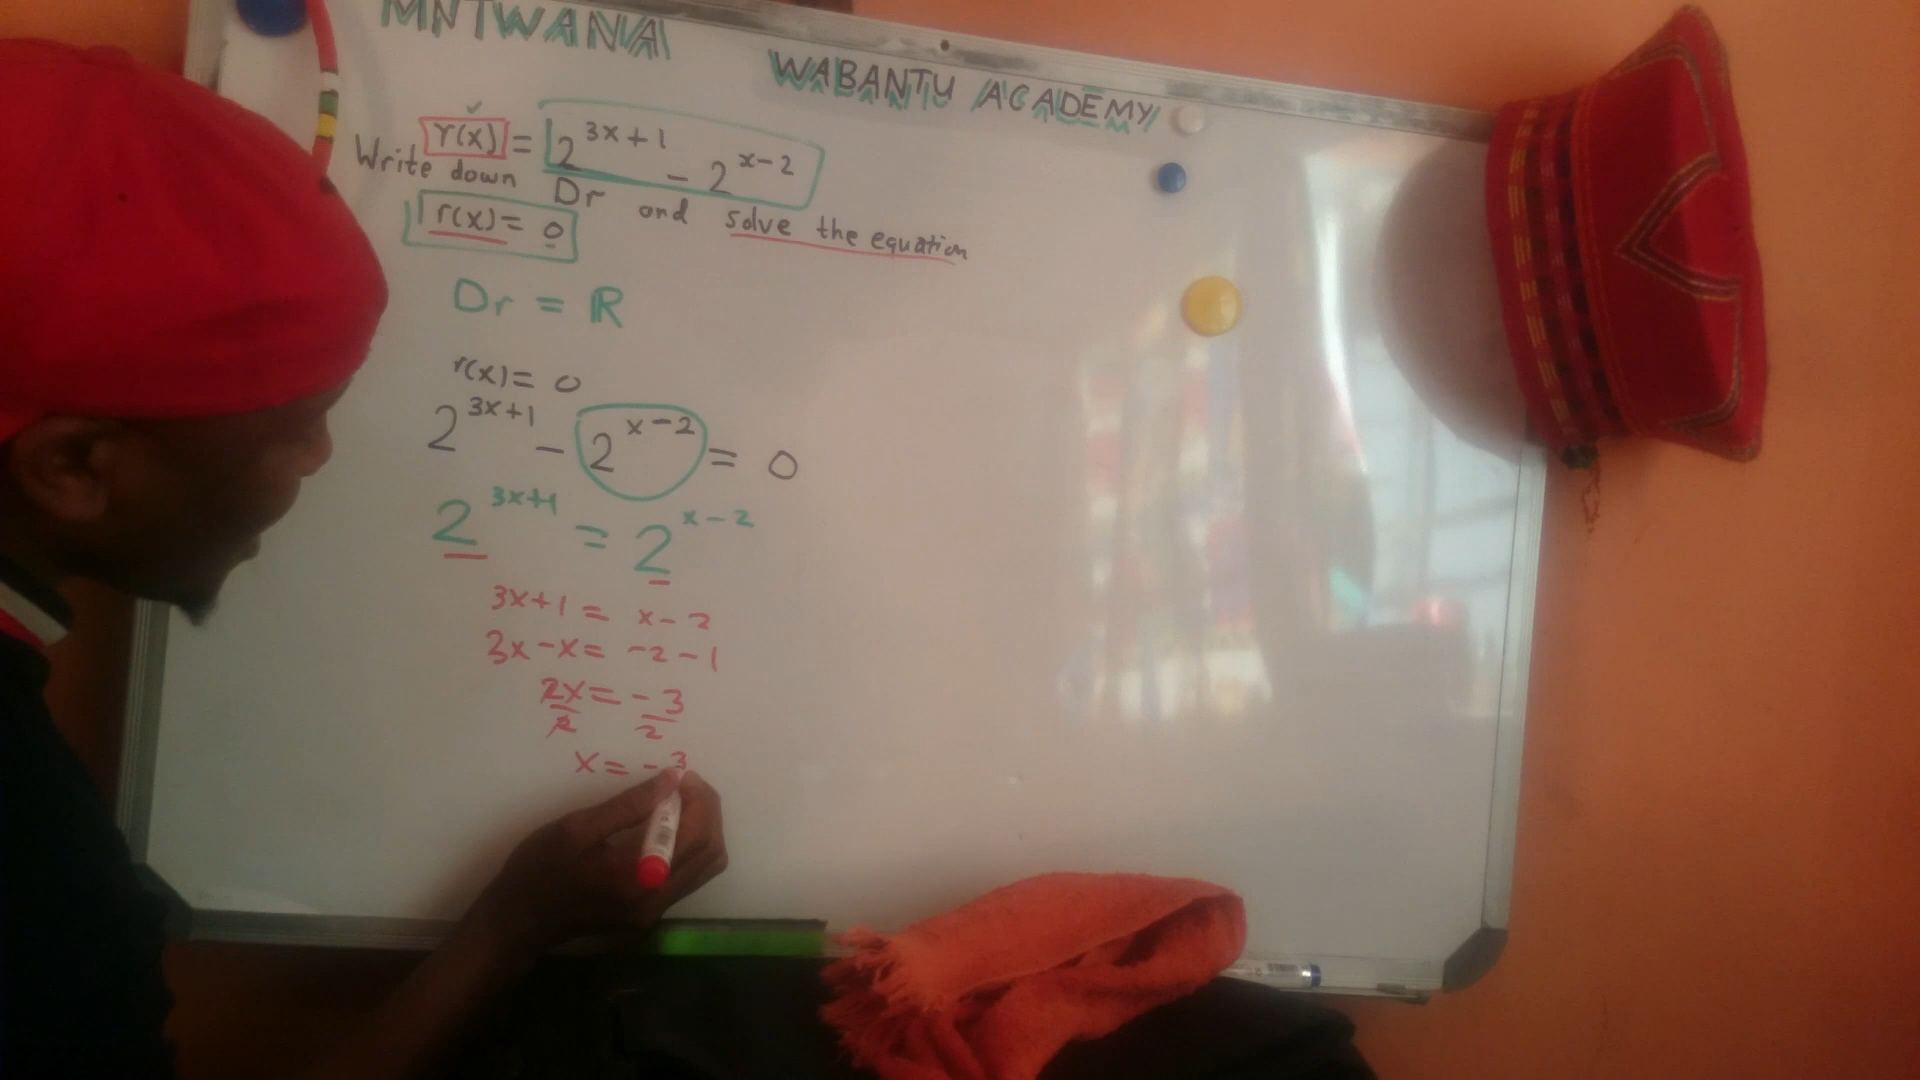 MNTWANA WABANTU ACADEMY
r(x) = 2^{3x+1} - 2^{x-2}
Write down Dr and solve the equation
r(x) = 0
Dr = ℝ
r(x) = 0
2^{3x+1} - 2^{x-2} = 0
2^{3x+1} = 2^{x-2}
3x+1 = x-2
3x-x = -2-1
2x/2 = -3/2
x = -3